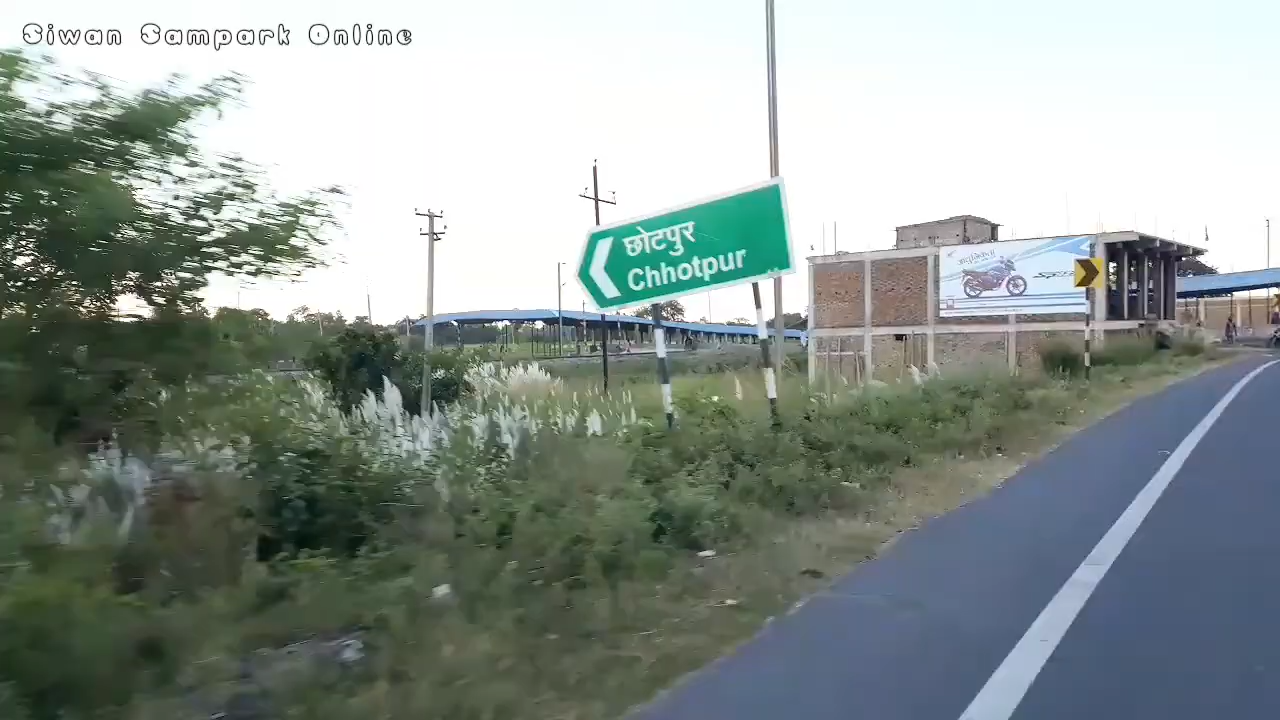 Siwan Sampark Online
छोटपुर
Chhotpur